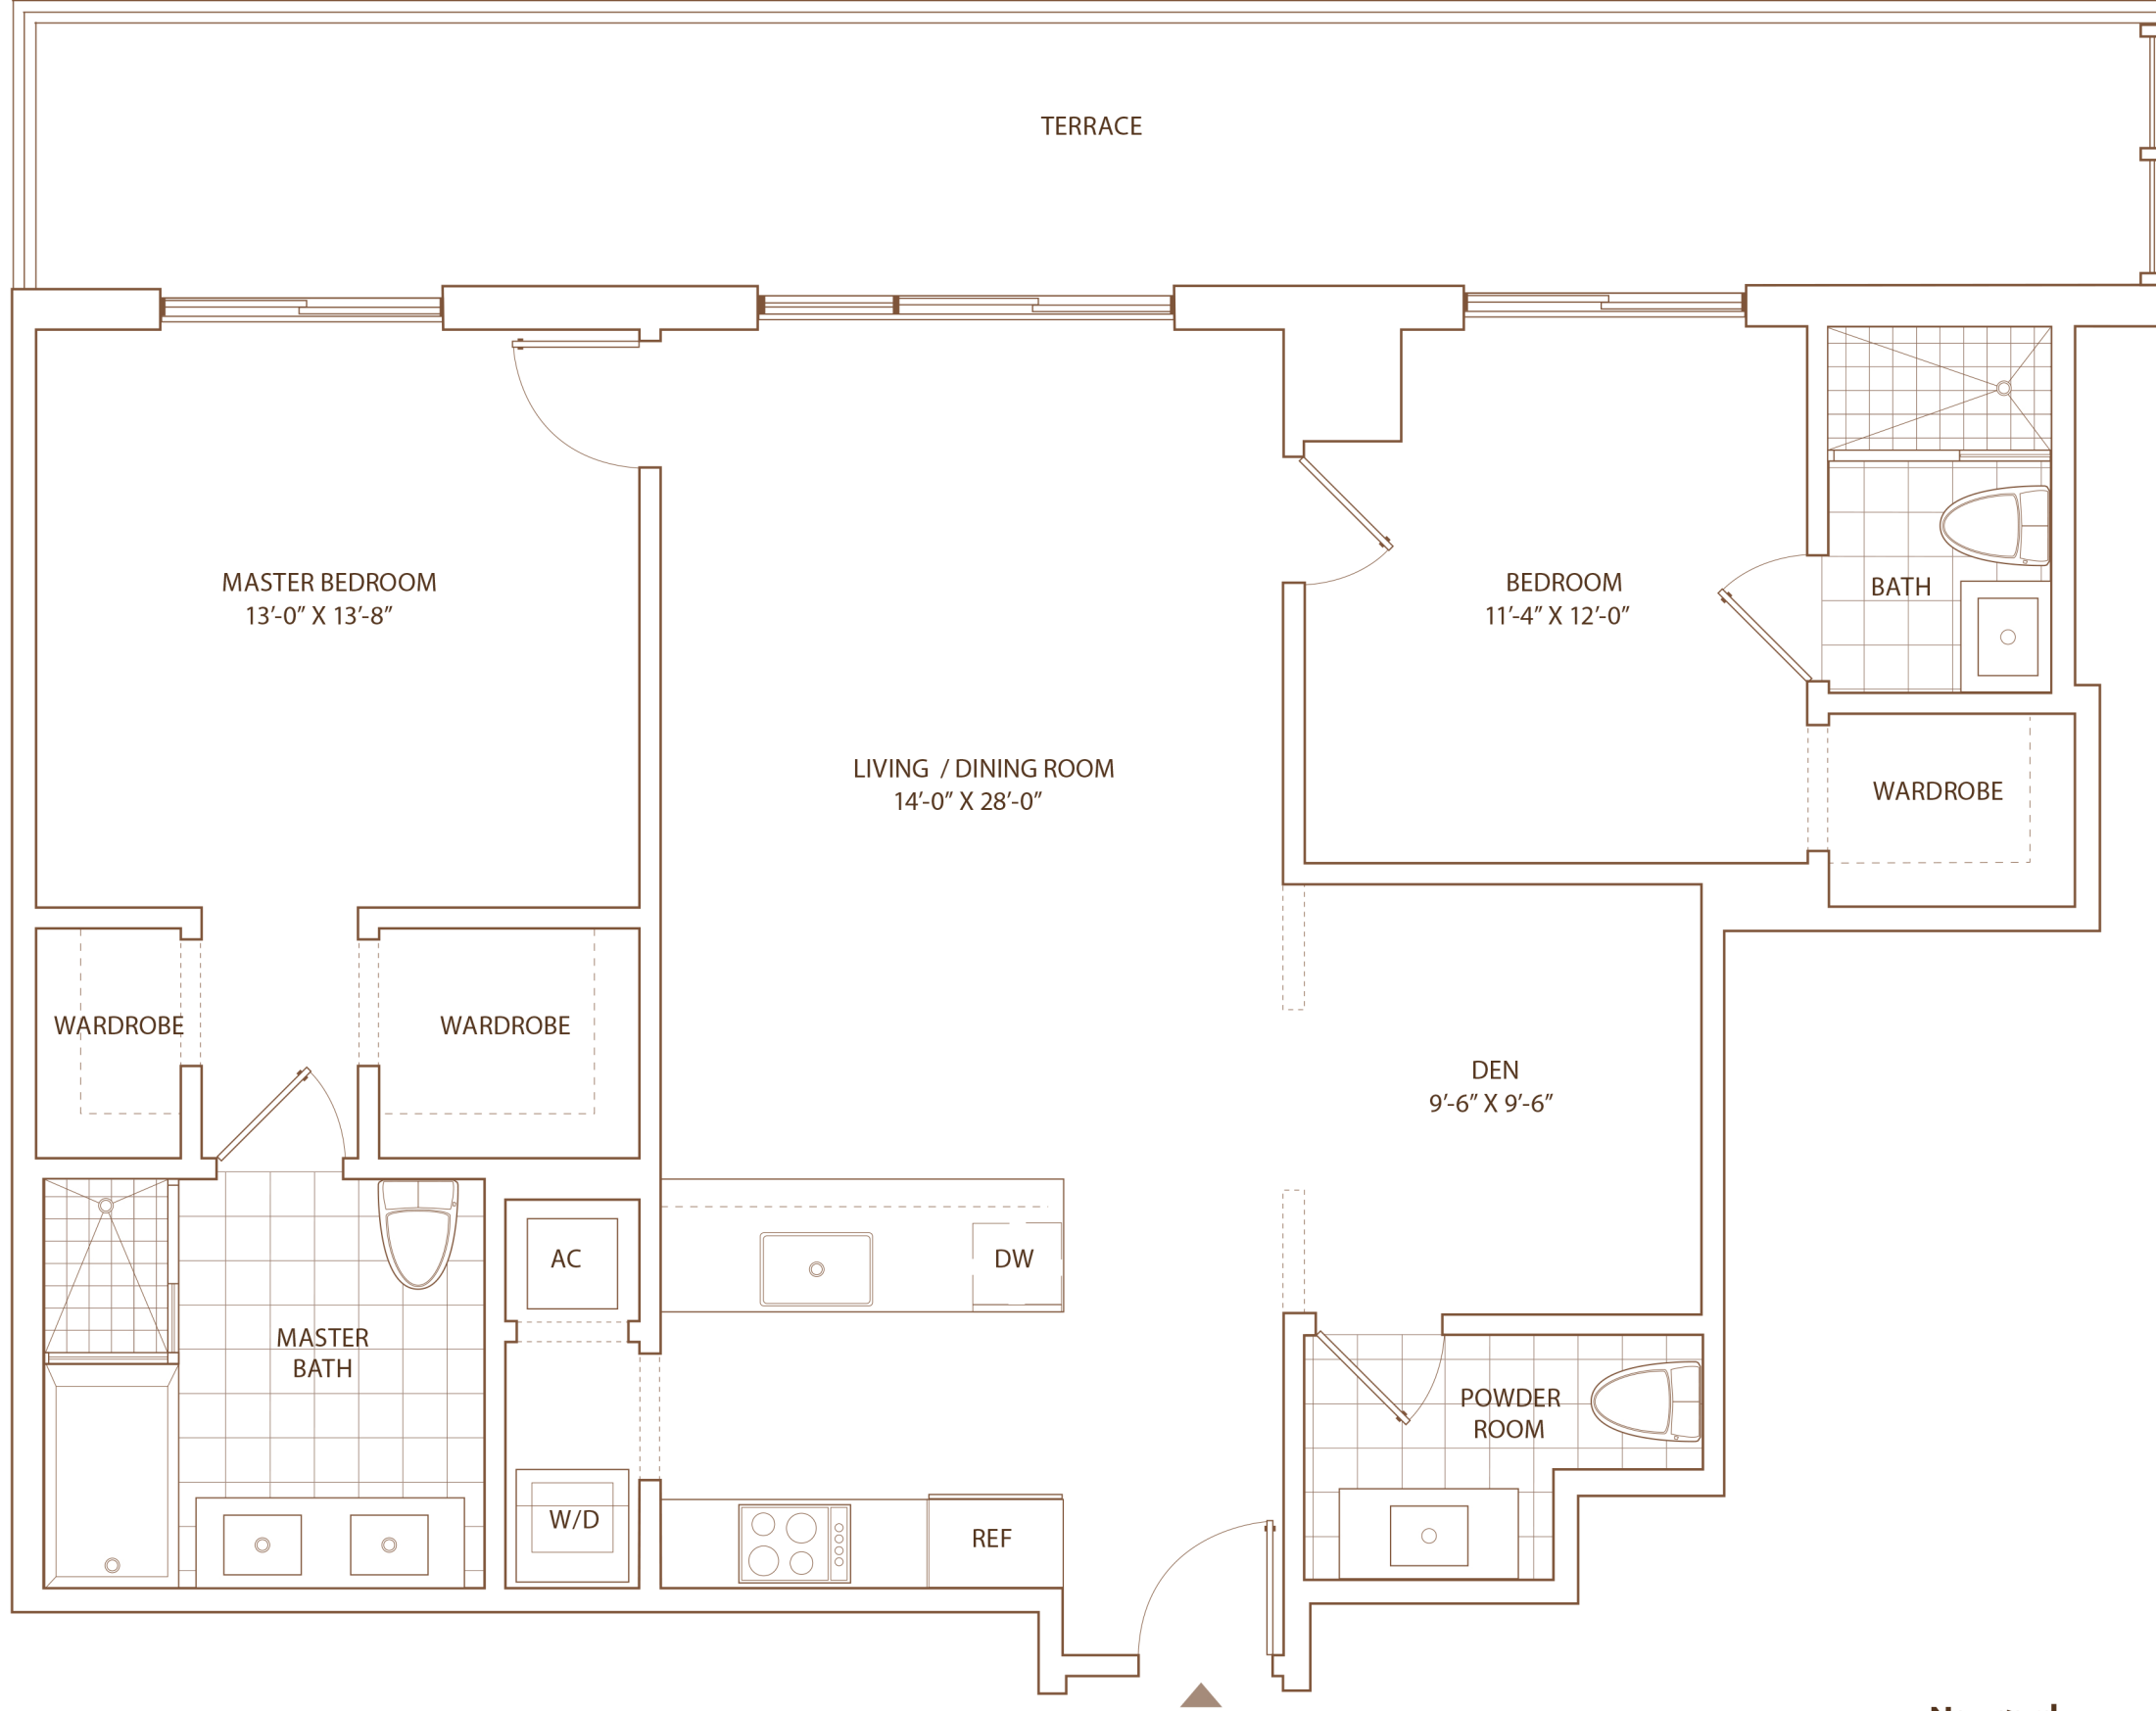 TERRACE
MASTER BEDROOM
13’-0” X 13’-8”
BEDROOM
11’-4” X 12’-0”
BATH
LIVING / DINING ROOM
14’-0” X 28’-0”
WARDROBE
WARDROBE
WARDROBE
DEN
9’-6” X 9’-6”
AC
DW
MASTER
BATH
POWDER
ROOM
W/D
REF